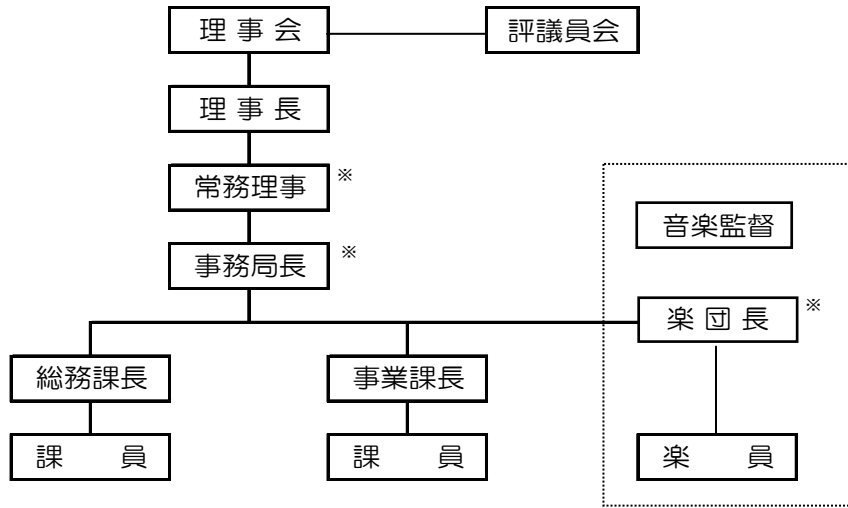 理事会 評議員会
理事長
常務理事 ※
音楽監督
事務局長 ※
楽団長 ※
総務課長 事業課長
課員 課員 楽員